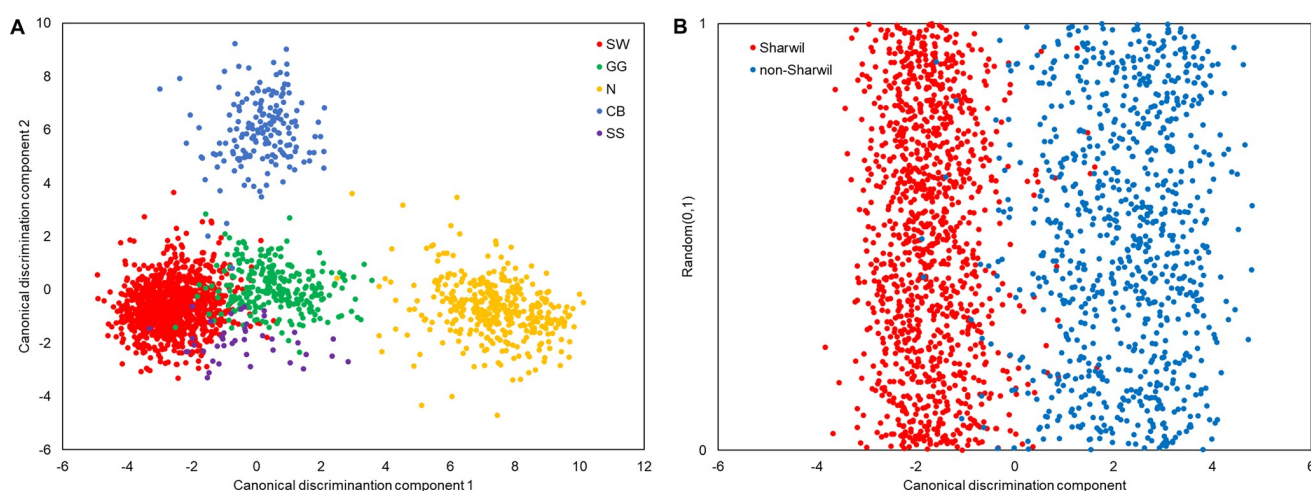 A
10
8
6
4
2
0
-2
-4
-6
-6 -4 -2 0 2 4 6 8 10 12
Canonical discrimination component 2
Canonical discriminantion component 1
SW
GG
N
CB
SS
B
1
0
Random(0,1)
Sharwil
non-Sharwil
-6 -4 -2 0 2 4 6
Canonical discrimination component